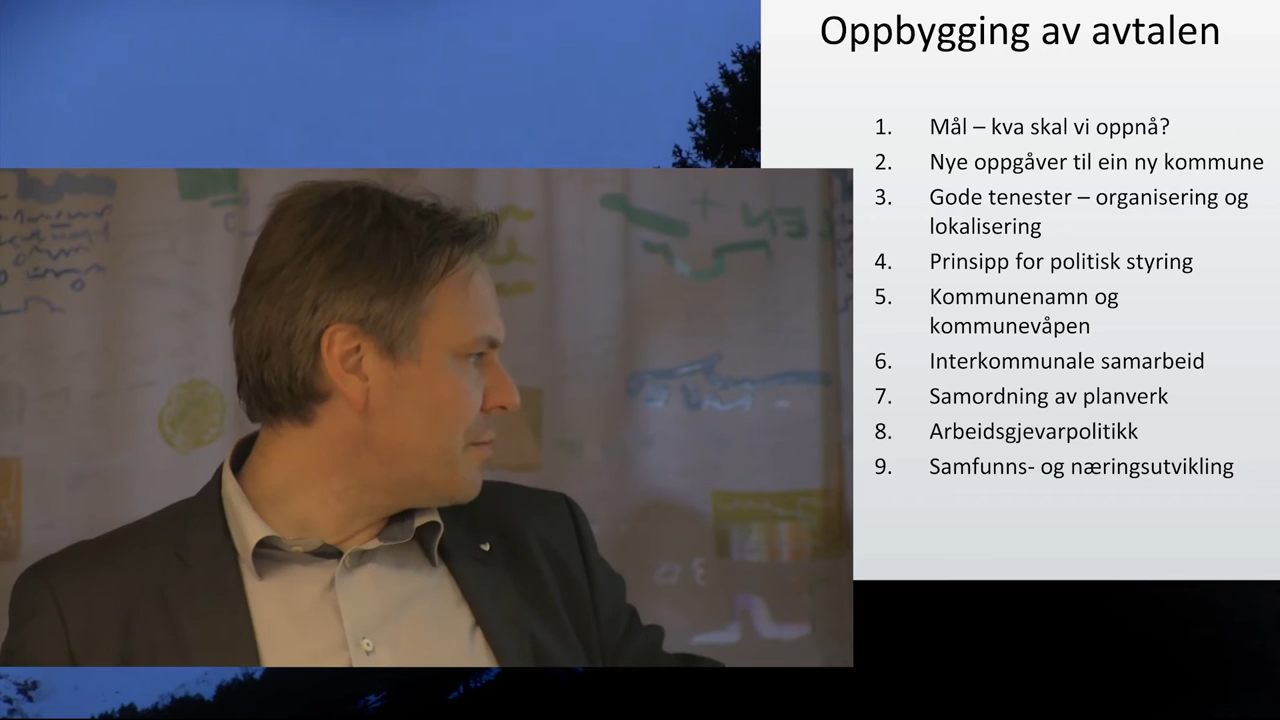 Oppbygging av avtalen
1. Mål – kva skal vi oppnå?
2. Nye oppgåver til ein ny kommune
3. Gode tenester – organisering og
lokalisering
4. Prinsipp for politisk styring
5. Kommunenamn og
kommunevåpen
6. Interkommunale samarbeid
7. Samordning av planverk
8. Arbeidsgjevarpolitikk
9. Samfunns- og næringsutvikling